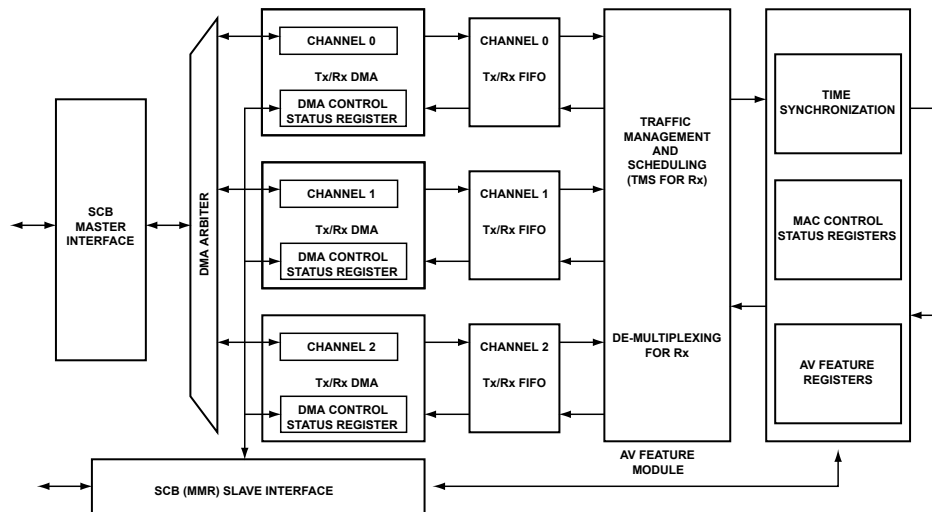 SCB
MASTER
INTERFACE
DMA ARBITER
CHANNEL 0
Tx/Rx DMA
DMA CONTROL
STATUS REGISTER
CHANNEL 0
Tx/Rx FIFO
CHANNEL 1
Tx/Rx DMA
DMA CONTROL
STATUS REGISTER
CHANNEL 1
Tx/Rx FIFO
CHANNEL 2
Tx/Rx DMA
DMA CONTROL
STATUS REGISTER
CHANNEL 2
Tx/Rx FIFO
TRAFFIC
MANAGEMENT
AND
SCHEDULING
(TMS FOR Rx)
DE-MULTIPLEXING
FOR Rx
AV FEATURE
MODULE
TIME
SYNCHRONIZATION
MAC CONTROL
STATUS REGISTERS
AV FEATURE
REGISTERS
SCB (MMR) SLAVE INTERFACE